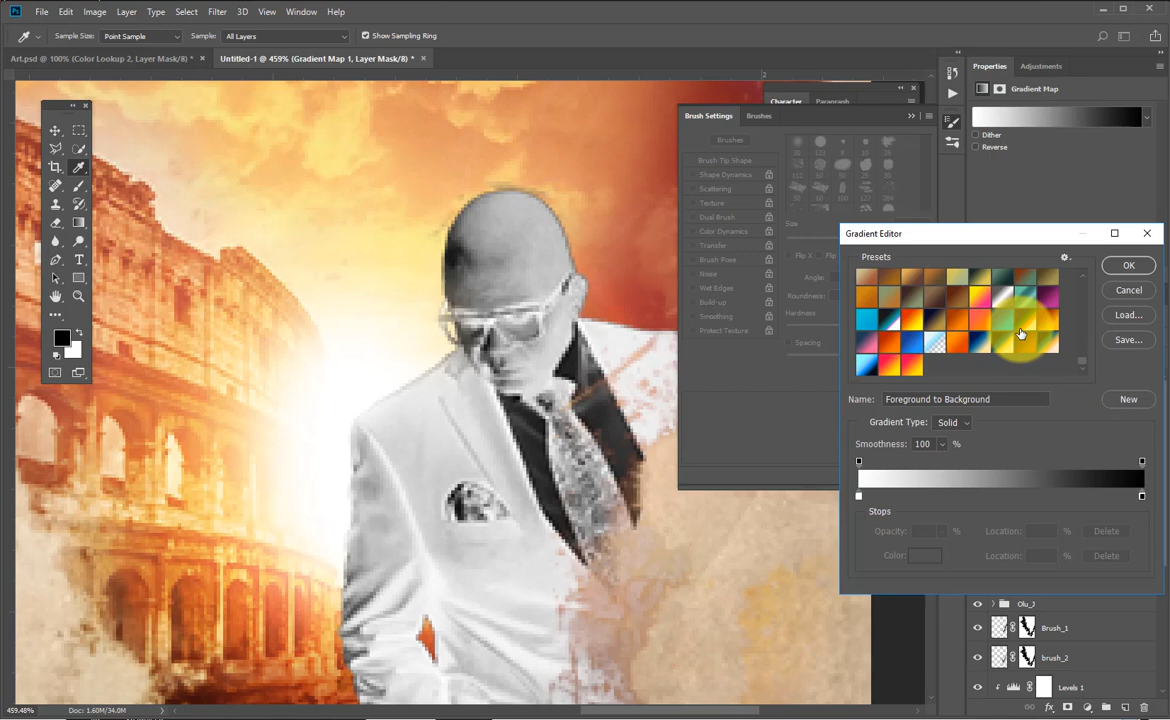 Ps File Edit Image Layer Type Select Filter 3D View Window Help
Sample Size: Point Sample Sample: All Layers Show Sampling Ring
Art.psd @ 100% (Color Lookup 2, Layer Mask/8) * × Untitled-1 @ 459% (Gradient Map 1, Layer Mask/8) * ×
2
Character Paragraph
Brush Settings Brushes
Brushes
Brush Tip Shape
Shape Dynamics
Scattering
Texture
Dual Brush
Color Dynamics
Transfer
Brush Pose
Noise
Wet Edges
Build-up
Smoothing
Protect Texture
Size
Flip X Flip
Angle:
Roundness:
Hardness
Spacing
Properties Adjustments
Gradient Map
Dither
Reverse
Gradient Editor
Presets
OK
Cancel
Load...
Save...
Name: Foreground to Background New
Gradient Type: Solid
Smoothness: 100 %
Stops
Opacity: % Location: Delete
Color: Location: Delete
Olu_J
Brush_1
brush_2
Levels 1
459.48% Doc: 1.60M/34.0M